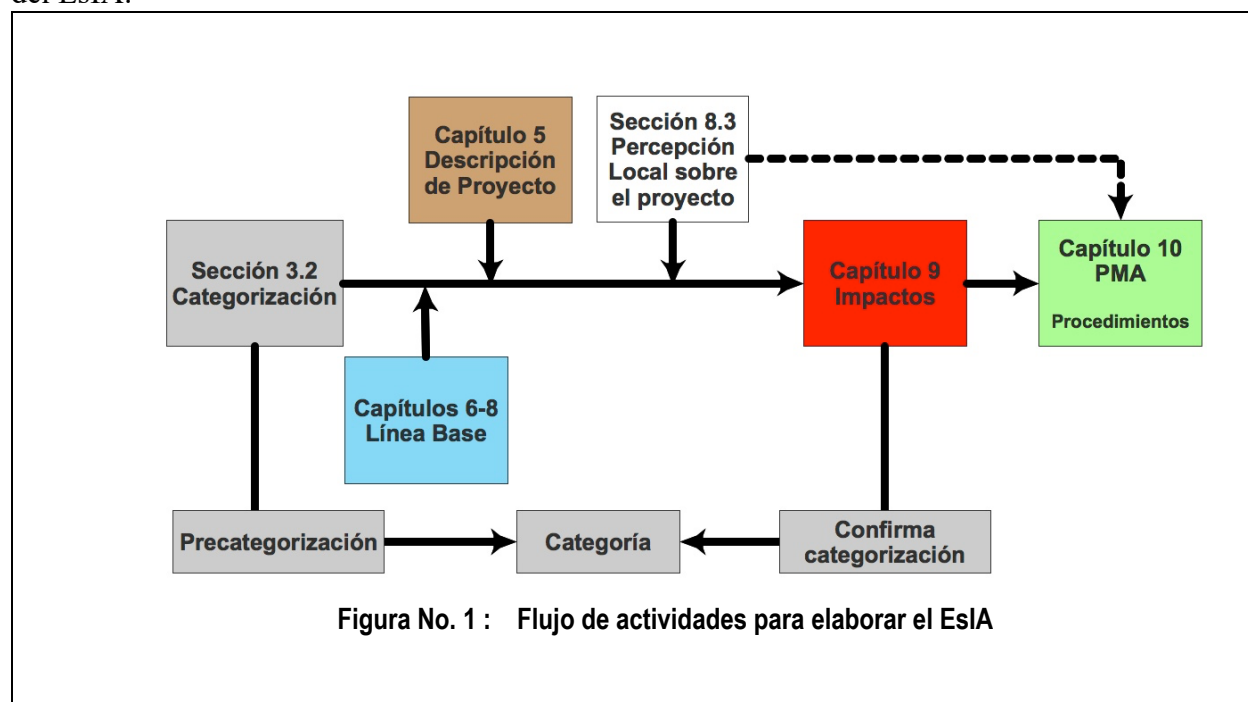 del EsIA.
Capítulo 5
Descripción
de Proyecto
Sección 8.3
Percepción
Local sobre
el proyecto
Sección 3.2
Categorización
Capítulo 9
Impactos
Capítulo 10
PMA
Procedimientos
Capítulos 6-8
Línea Base
Precategorización
Categoría
Confirma
categorización
Figura No. 1 : Flujo de actividades para elaborar el EsIA